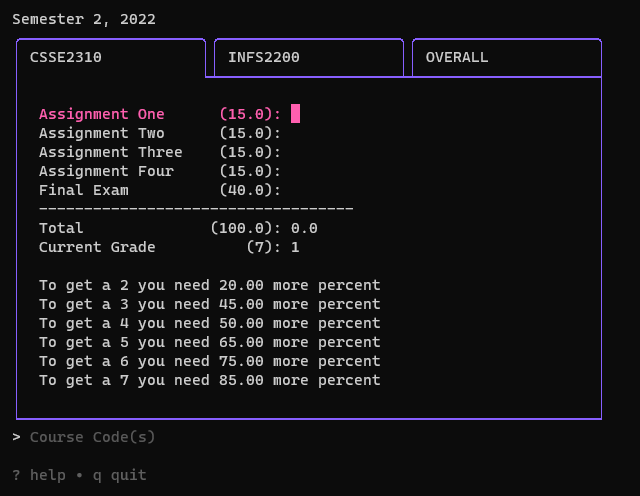 Semester 2, 2022
CSSE2310 INFS2200 OVERALL
Assignment One (15.0):
Assignment Two (15.0):
Assignment Three (15.0):
Assignment Four (15.0):
Final Exam (40.0):
-----------------------------------
Total (100.0): 0.0
Current Grade (7): 1
To get a 2 you need 20.00 more percent
To get a 3 you need 45.00 more percent
To get a 4 you need 50.00 more percent
To get a 5 you need 65.00 more percent
To get a 6 you need 75.00 more percent
To get a 7 you need 85.00 more percent
> Course Code(s)
? help • q quit